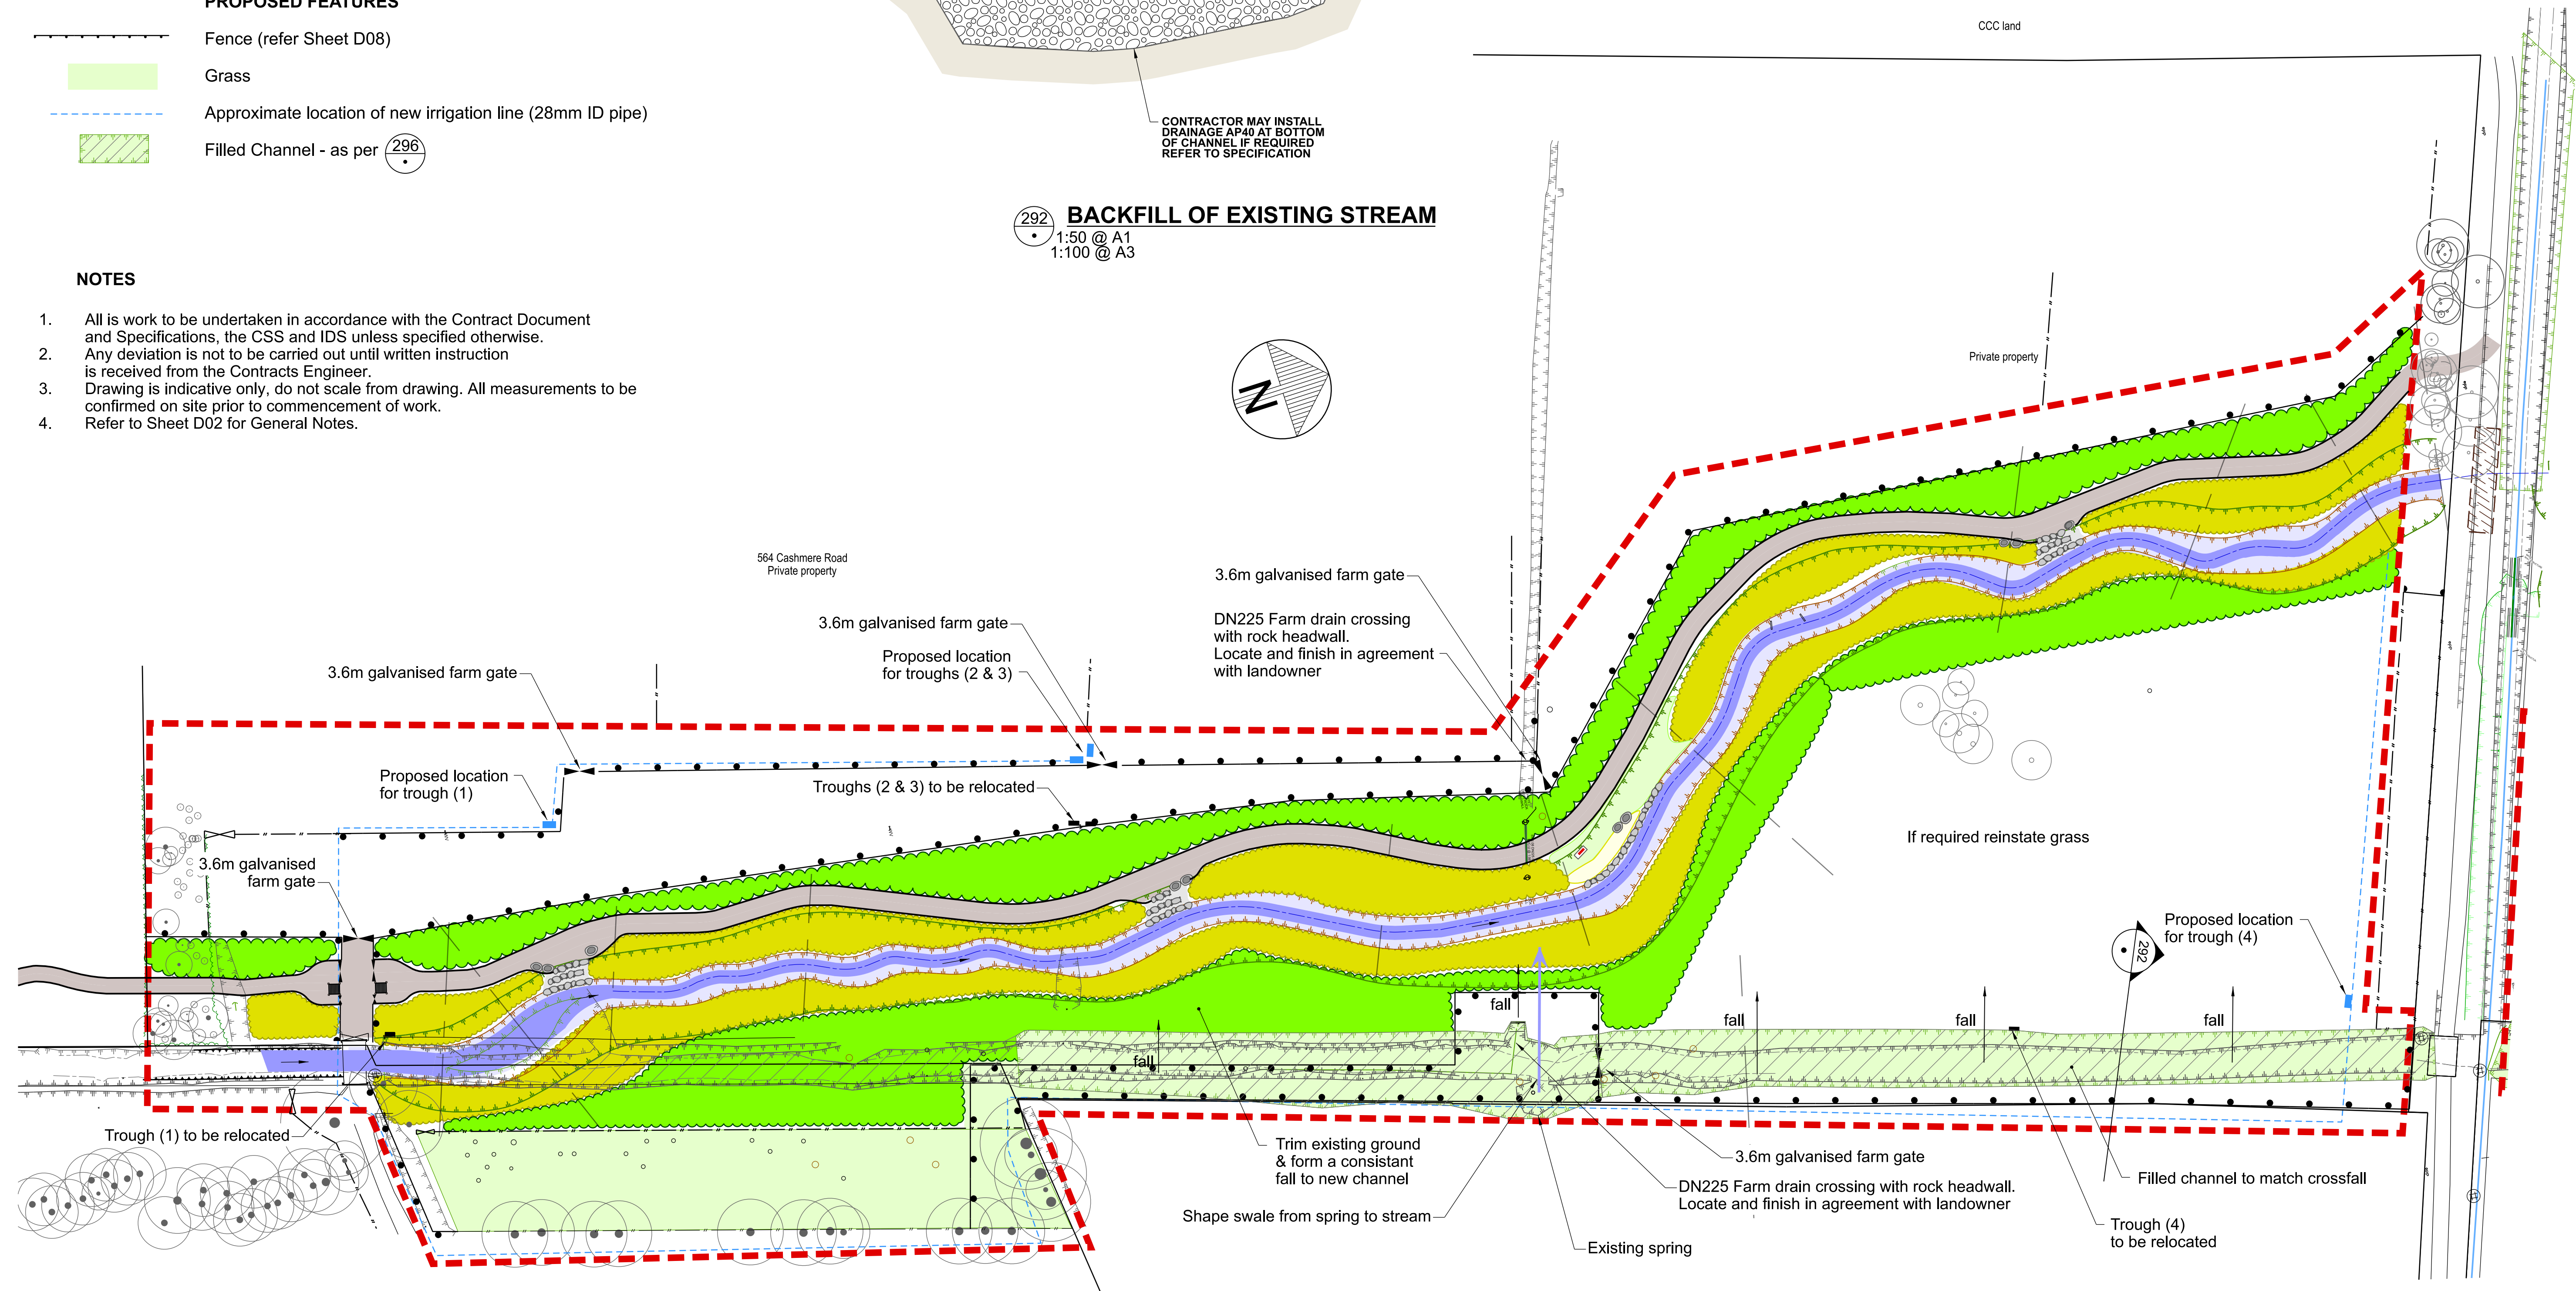 PROPOSED FEATURES
Fence (refer Sheet D08)
Grass
Approximate location of new irrigation line (28mm ID pipe)
Filled Channel - as per 296
CONTRACTOR MAY INSTALL
DRAINAGE AP40 AT BOTTOM
OF CHANNEL IF REQUIRED
REFER TO SPECIFICATION
292 BACKFILL OF EXISTING STREAM
1:50 @ A1
1:100 @ A3
CCC land
NOTES
1. All is work to be undertaken in accordance with the Contract Document
and Specifications, the CSS and IDS unless specified otherwise.
2. Any deviation is not to be carried out until written instruction
is received from the Contracts Engineer.
3. Drawing is indicative only, do not scale from drawing. All measurements to be
confirmed on site prior to commencement of work.
4. Refer to Sheet D02 for General Notes.
N
Private property
564 Cashmere Road
Private property
3.6m galvanised farm gate
DN225 Farm drain crossing
with rock headwall.
Locate and finish in agreement
with landowner
3.6m galvanised farm gate
Proposed location
for troughs (2 & 3)
3.6m galvanised farm gate
Proposed location
for trough (1)
Troughs (2 & 3) to be relocated
3.6m galvanised
farm gate
If required reinstate grass
Proposed location
for trough (4)
292
fall
fall
fall
fall
fall
Trough (1) to be relocated
Trim existing ground
& form a consistant
fall to new channel
3.6m galvanised farm gate
Filled channel to match crossfall
DN225 Farm drain crossing with rock headwall.
Locate and finish in agreement with landowner
Shape swale from spring to stream
Trough (4)
to be relocated
Existing spring